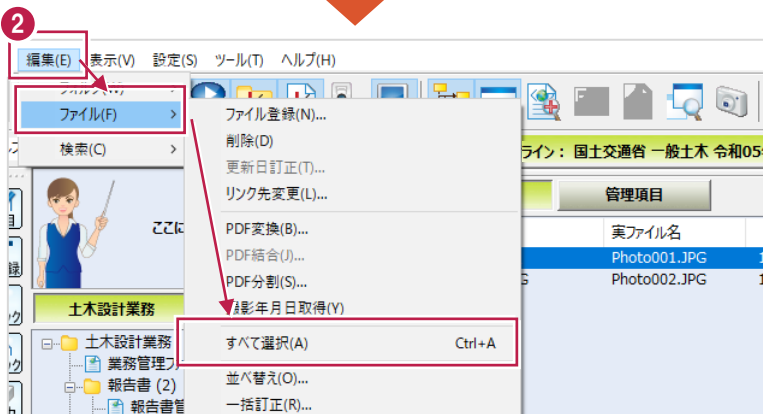 2
編集(E) 表示(V) 設定(S) ツール(T) ヘルプ(H)
ファイル(F)
検索(C)
ファイル登録(N)...
削除(D)
更新日訂正(T)...
リンク先変更(L)...
PDF変換(B)...
PDF結合(J)...
PDF分割(S)...
撮影年月日取得(Y)
すべて選択(A) Ctrl+A
並べ替え(O)...
一括訂正(R)...
ライン: 国土交通省 一般土木 令和05
管理項目
実ファイル名
Photo001.JPG
Photo002.JPG
ここに
土木設計業務
土木設計業務
業務管理フ
報告書 (2)
報告書管